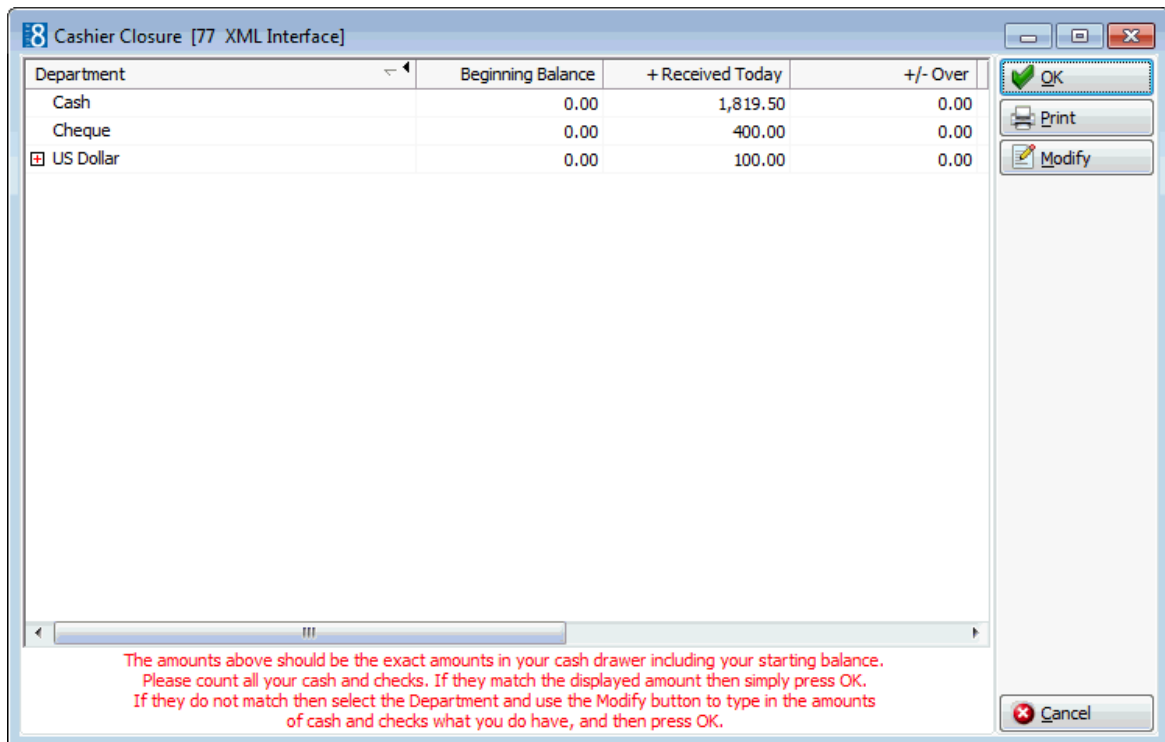 8 Cashier Closure [77 XML Interface]
Department Beginning Balance + Received Today +/- Over
Cash 0.00 1,819.50 0.00
Cheque 0.00 400.00 0.00
US Dollar 0.00 100.00 0.00
OK
Print
Modify
The amounts above should be the exact amounts in your cash drawer including your starting balance.
Please count all your cash and checks. If they match the displayed amount then simply press OK.
If they do not match then select the Department and use the Modify button to type in the amounts
of cash and checks what you do have, and then press OK.
Cancel